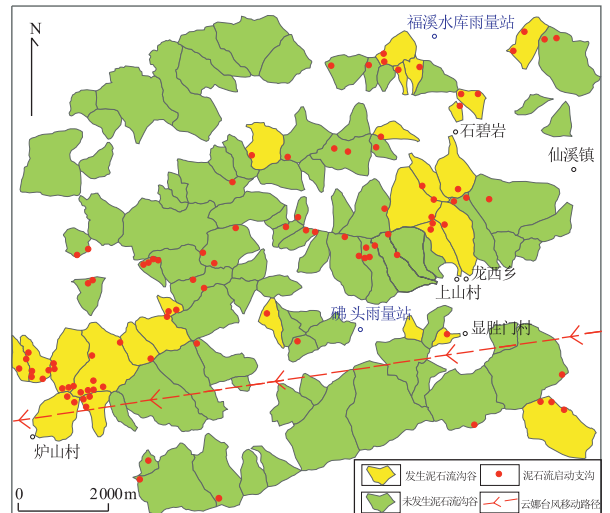 福溪水库雨量站
N
石碧岩
仙溪镇
龙西乡
上山村
砩头雨量站
显胜门村
炉山村
0 2000m
发生泥石流沟谷
泥石流启动支沟
未发生泥石流沟谷
云娜台风移动路径